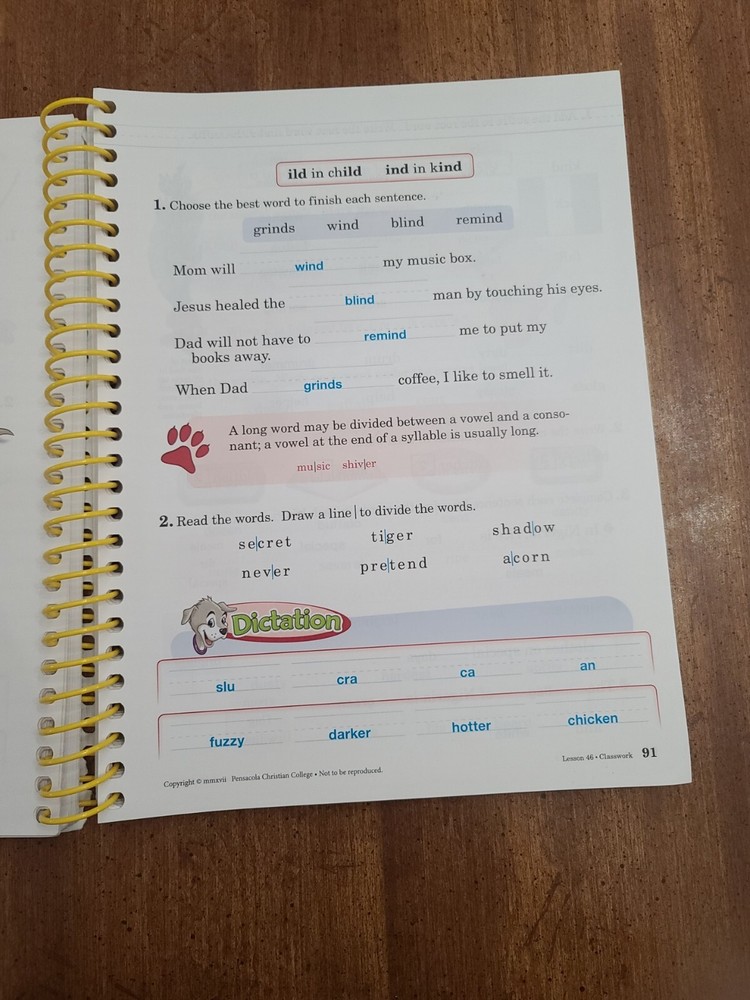 ild in child ind in kind
1. Choose the best word to finish each sentence.
grinds wind blind remind
Mom will wind my music box.
Jesus healed the blind man by touching his eyes.
Dad will not have to remind me to put my
books away.
When Dad grinds coffee, I like to smell it.
A long word may be divided between a vowel and a conso-
nant; a vowel at the end of a syllable is usually long.
mu|sic shiv|er
2. Read the words. Draw a line | to divide the words.
se|cret ti|ger shad|ow
nev|er pre|tend a|corn
Dictation
slu cra ca an
fuzzy darker hotter chicken
Copyright © mmxvii Pensacola Christian College • Not to be reproduced.
Lesson 46 • Classwork 91